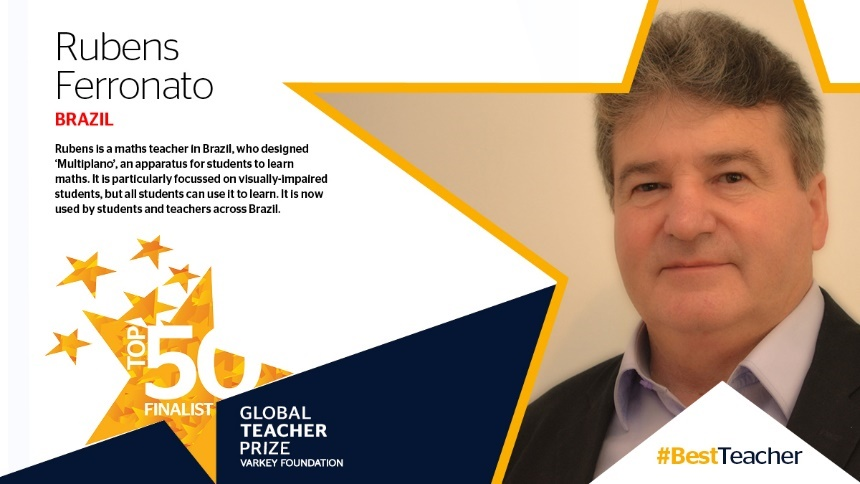 Rubens
Ferronato
BRAZIL
Rubens is a maths teacher in Brazil, who designed
‘Multiplano’, an apparatus for students to learn
maths. It is particularly focussed on visually-impaired
students, but all students can use it to learn. It is now
used by students and teachers across Brazil.
TOP
50
FINALIST
GLOBAL
TEACHER
PRIZE
VARKEY FOUNDATION
#BestTeacher